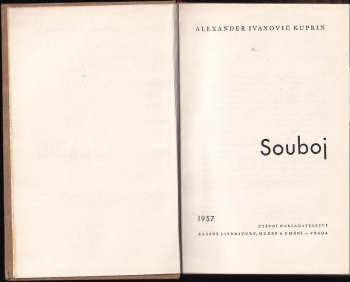 ALEXANDER IVANOVIČ KUPRIN
Souboj
1957
STÁTNÍ NAKLADATELSTVÍ
KRÁSNÉ LITERATURY, HUDBY A UMĚNÍ – PRAHA